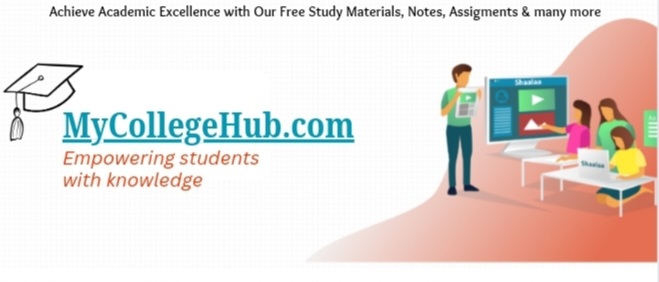 Achieve Academic Excellence with Our Free Study Materials, Notes, Assigments & many more
MyCollegeHub.com
Empowering students
with knowledge
Shaalaa
Shaalaa